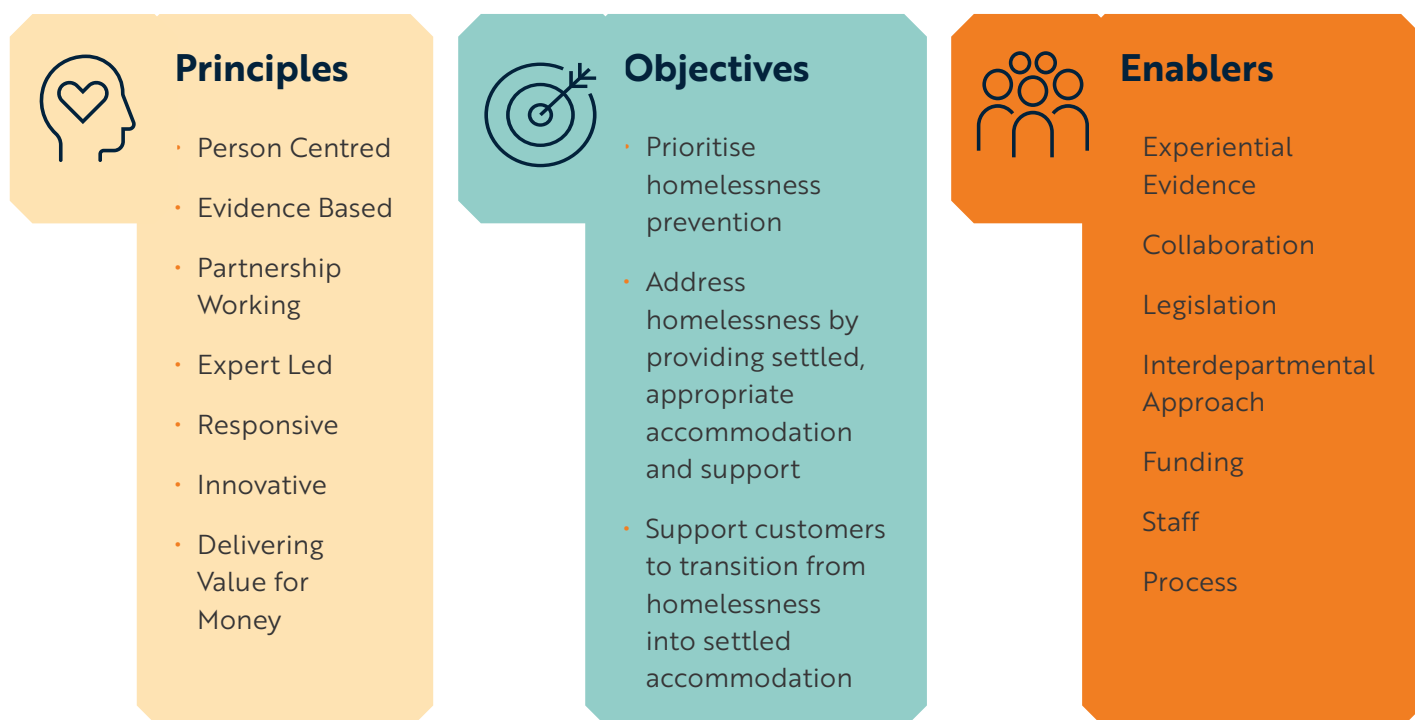 Principles
• Person Centred
• Evidence Based
• Partnership
Working
• Expert Led
• Responsive
• Innovative
• Delivering
Value for
Money
Objectives
• Prioritise
homelessness
prevention
• Address
homelessness by
providing settled,
appropriate
accommodation
and support
• Support customers
to transition from
homelessness
into settled
accommodation
Enablers
Experiential
Evidence
Collaboration
Legislation
Interdepartmental
Approach
Funding
Staff
Process